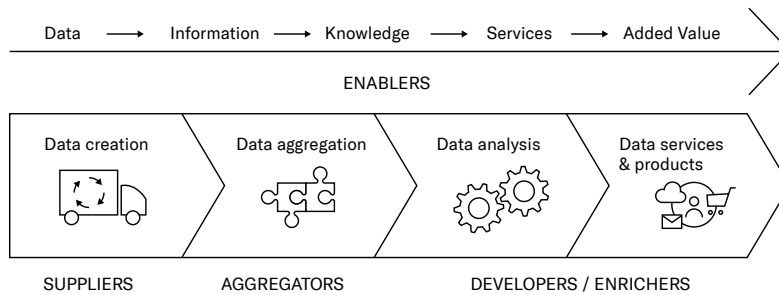 Data → Information → Knowledge → Services → Added Value
ENABLERS
Data creation
Data aggregation
Data analysis
Data services
& products
SUPPLIERS
AGGREGATORS
DEVELOPERS / ENRICHERS